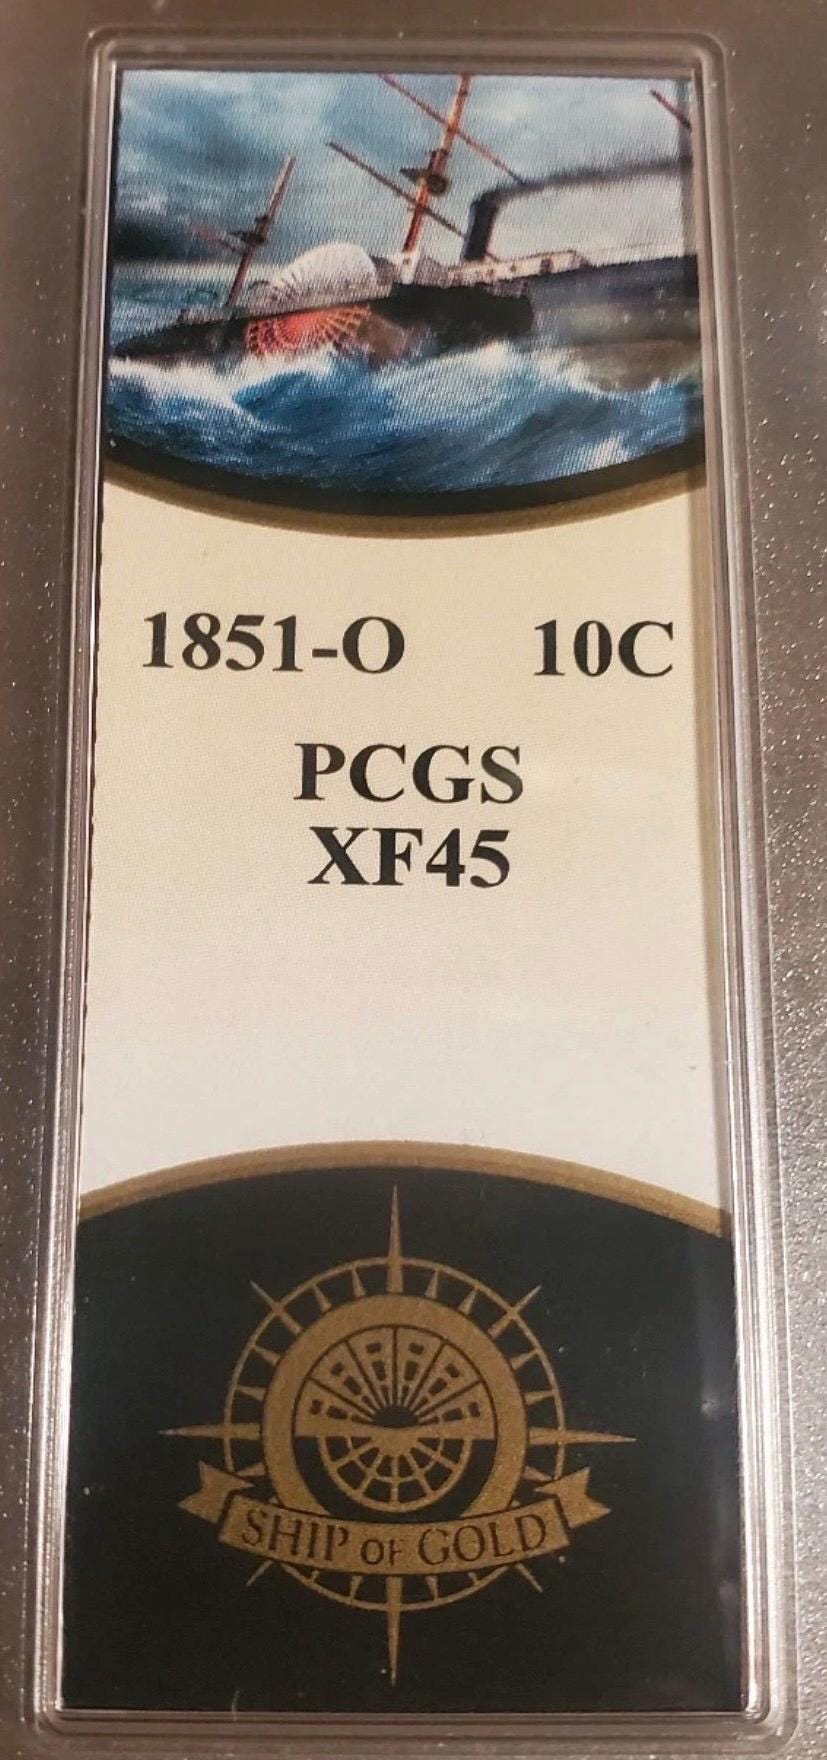 1851-O 10C
PCGS
XF45
SHIP OF GOLD